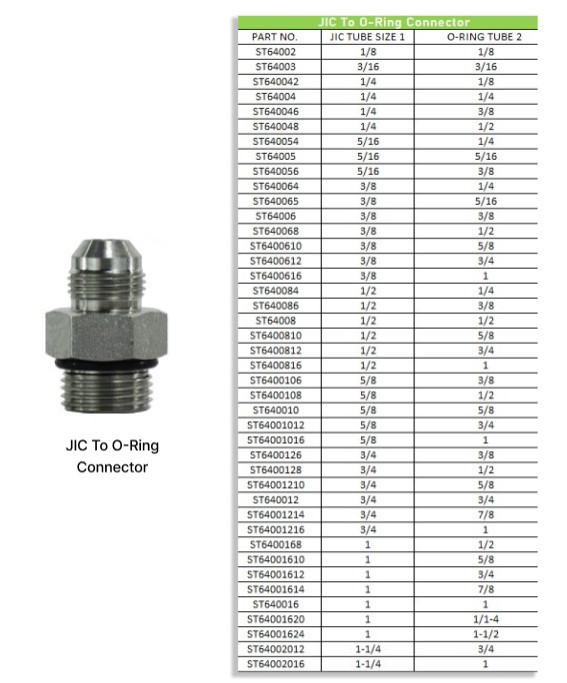 JIC To O-Ring
Connector
JIC To O-Ring Connector
PART NO. JIC TUBE SIZE 1 O-RING TUBE 2
ST64002 1/8 1/8
ST64003 3/16 3/16
ST640042 1/4 1/8
ST64004 1/4 1/4
ST640046 1/4 3/8
ST640048 1/4 1/2
ST640054 5/16 1/4
ST64005 5/16 5/16
ST640056 5/16 3/8
ST640064 3/8 1/4
ST640065 3/8 5/16
ST64006 3/8 3/8
ST640068 3/8 1/2
ST6400610 3/8 5/8
ST6400612 3/8 3/4
ST6400616 3/8 1
ST640084 1/2 1/4
ST640086 1/2 3/8
ST64008 1/2 1/2
ST6400810 1/2 5/8
ST6400812 1/2 3/4
ST6400816 1/2 1
ST6400106 5/8 3/8
ST6400108 5/8 1/2
ST640010 5/8 5/8
ST64001012 5/8 3/4
ST64001016 5/8 1
ST6400126 3/4 3/8
ST6400128 3/4 1/2
ST64001210 3/4 5/8
ST640012 3/4 3/4
ST64001214 3/4 7/8
ST64001216 3/4 1
ST6400168 1 1/2
ST64001610 1 5/8
ST64001612 1 3/4
ST64001614 1 7/8
ST640016 1 1
ST64001620 1 1/1-4
ST64001624 1 1-1/2
ST64002012 1-1/4 3/4
ST64002016 1-1/4 1